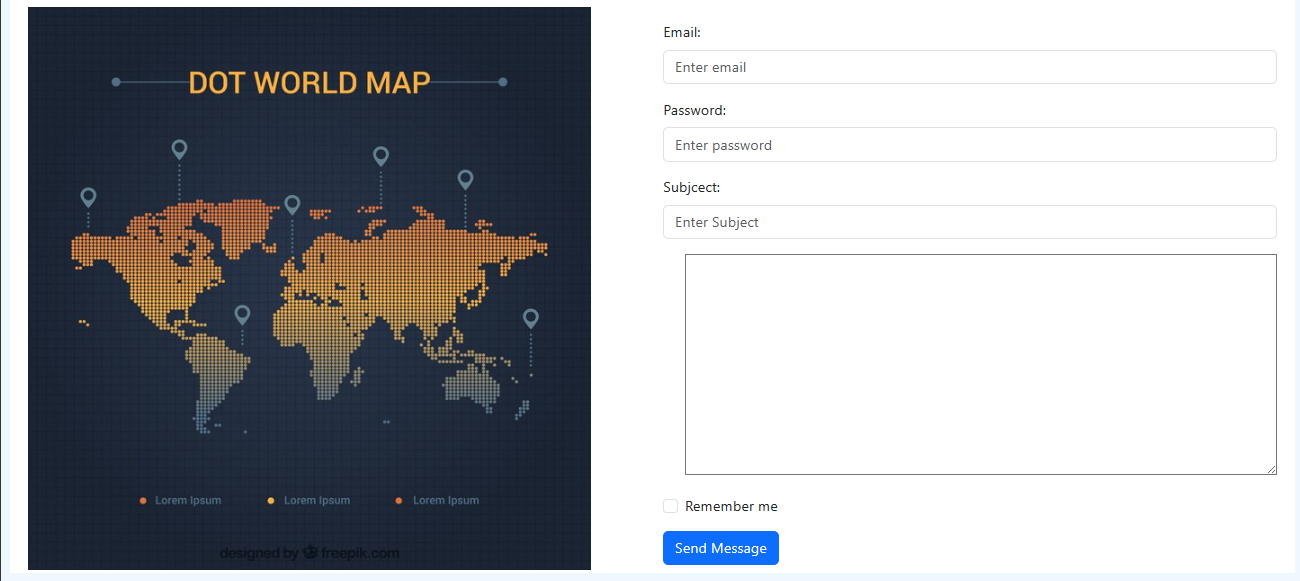 DOT WORLD MAP
Lorem Ipsum
Lorem Ipsum
Lorem Ipsum
designed by freepik.com
Email:
Enter email
Password:
Enter password
Subjcect:
Enter Subject
Remember me
Send Message